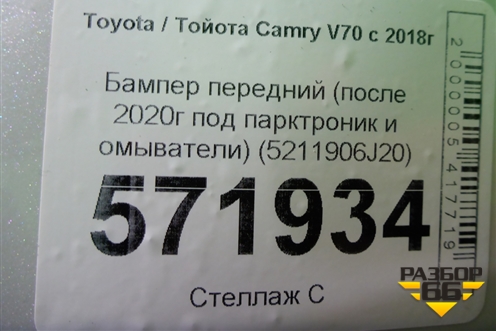 Toyota / Тойота Camry V70 с 2018г
Бампер передний (после
2020г под парктроник и
омыватели) (5211906J20)
571934
Стеллаж С
2000005417719
РАЗБОР
66